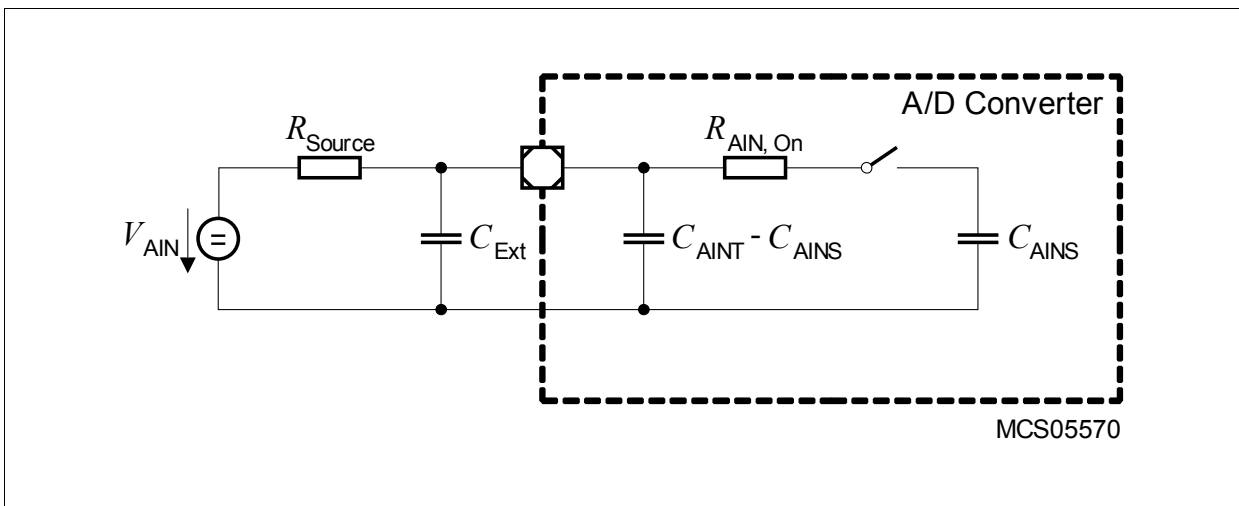 A/D Converter
RSource
RAIN, On
VAIN
=
CExt
CAINT - CAINS
CAINS
MCS05570